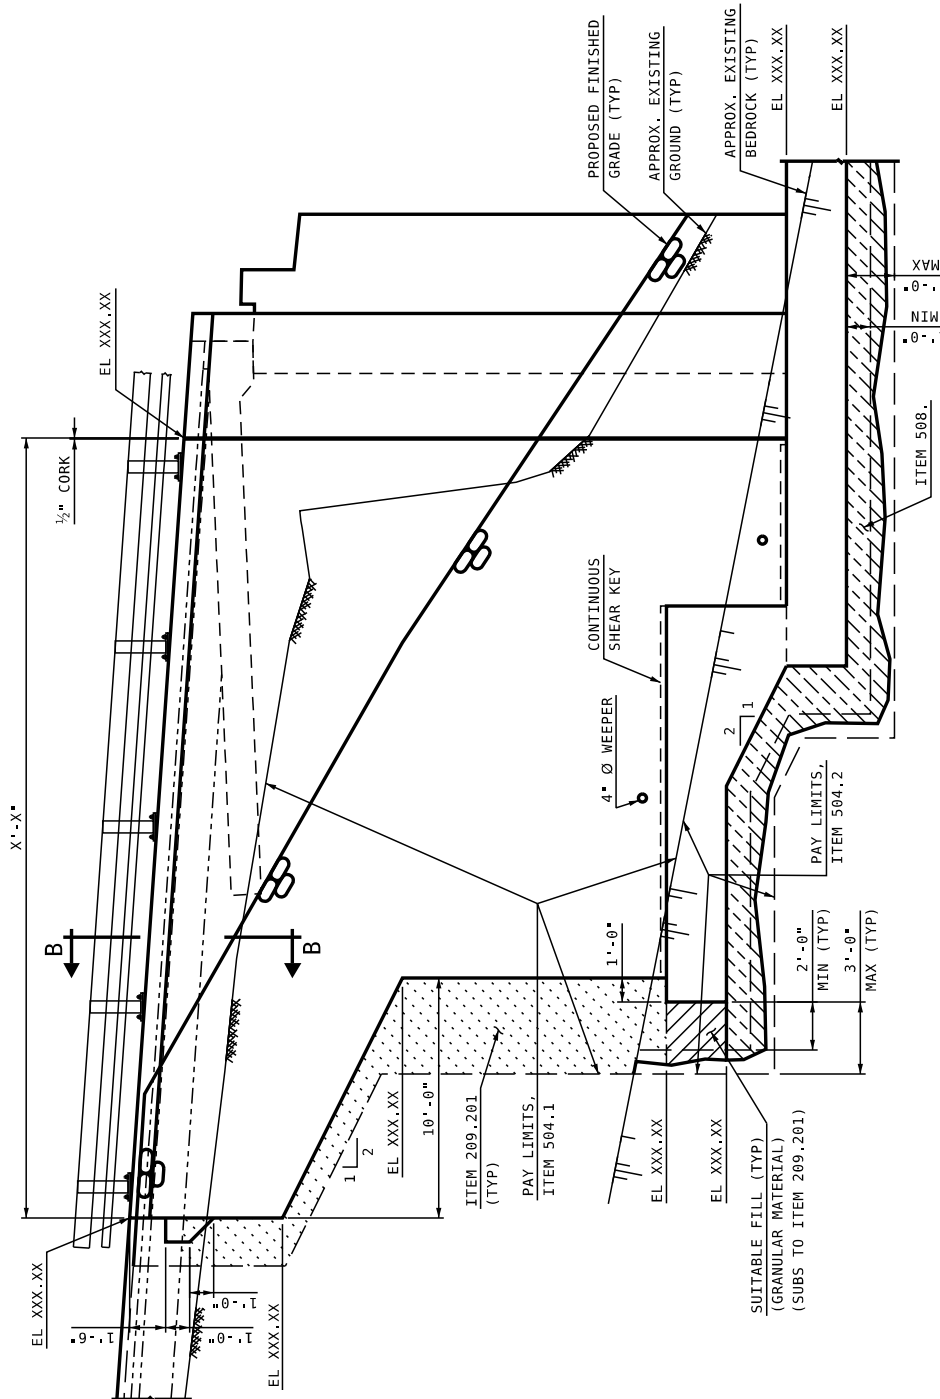 PROPOSED FINISHED
GRADE (TYP)
APPROX. EXISTING
GROUND (TYP)
APPROX. EXISTING
BEDROCK (TYP)
EL XXX.XX
EL XXX.XX
EL XXX.XX
½" CORK
X'-X"
MAX
MIN
ITEM 508.
CONTINUOUS
SHEAR KEY
4" Ø WEEPER
2
1
PAY LIMITS,
ITEM 504.2
B
B
1'-0"
2'-0"
MIN (TYP)
3'-0"
MAX (TYP)
EL XXX.XX
10'-0"
1
2
ITEM 209.201
(TYP)
PAY LIMITS,
ITEM 504.1
EL XXX.XX
EL XXX.XX
SUITABLE FILL (TYP)
(GRANULAR MATERIAL)
(SUBS TO ITEM 209.201)
EL XXX.XX
1'-6"
1'-0"
1'-0"
EL XXX.XX